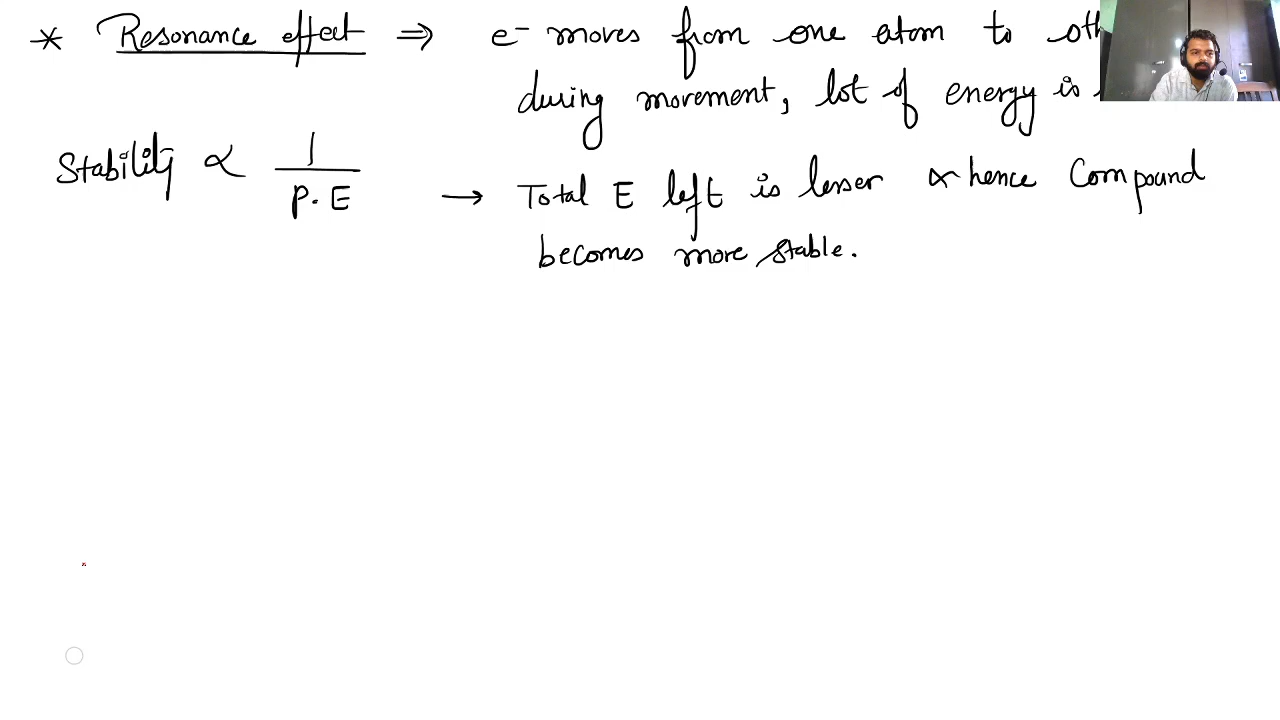 * Resonance effect ⇒ e⁻ moves from one atom to
during movement, lot of energy is
Stability ∝ 1 / P.E
→ Total E left is lesser & hence Compound
becomes more stable.